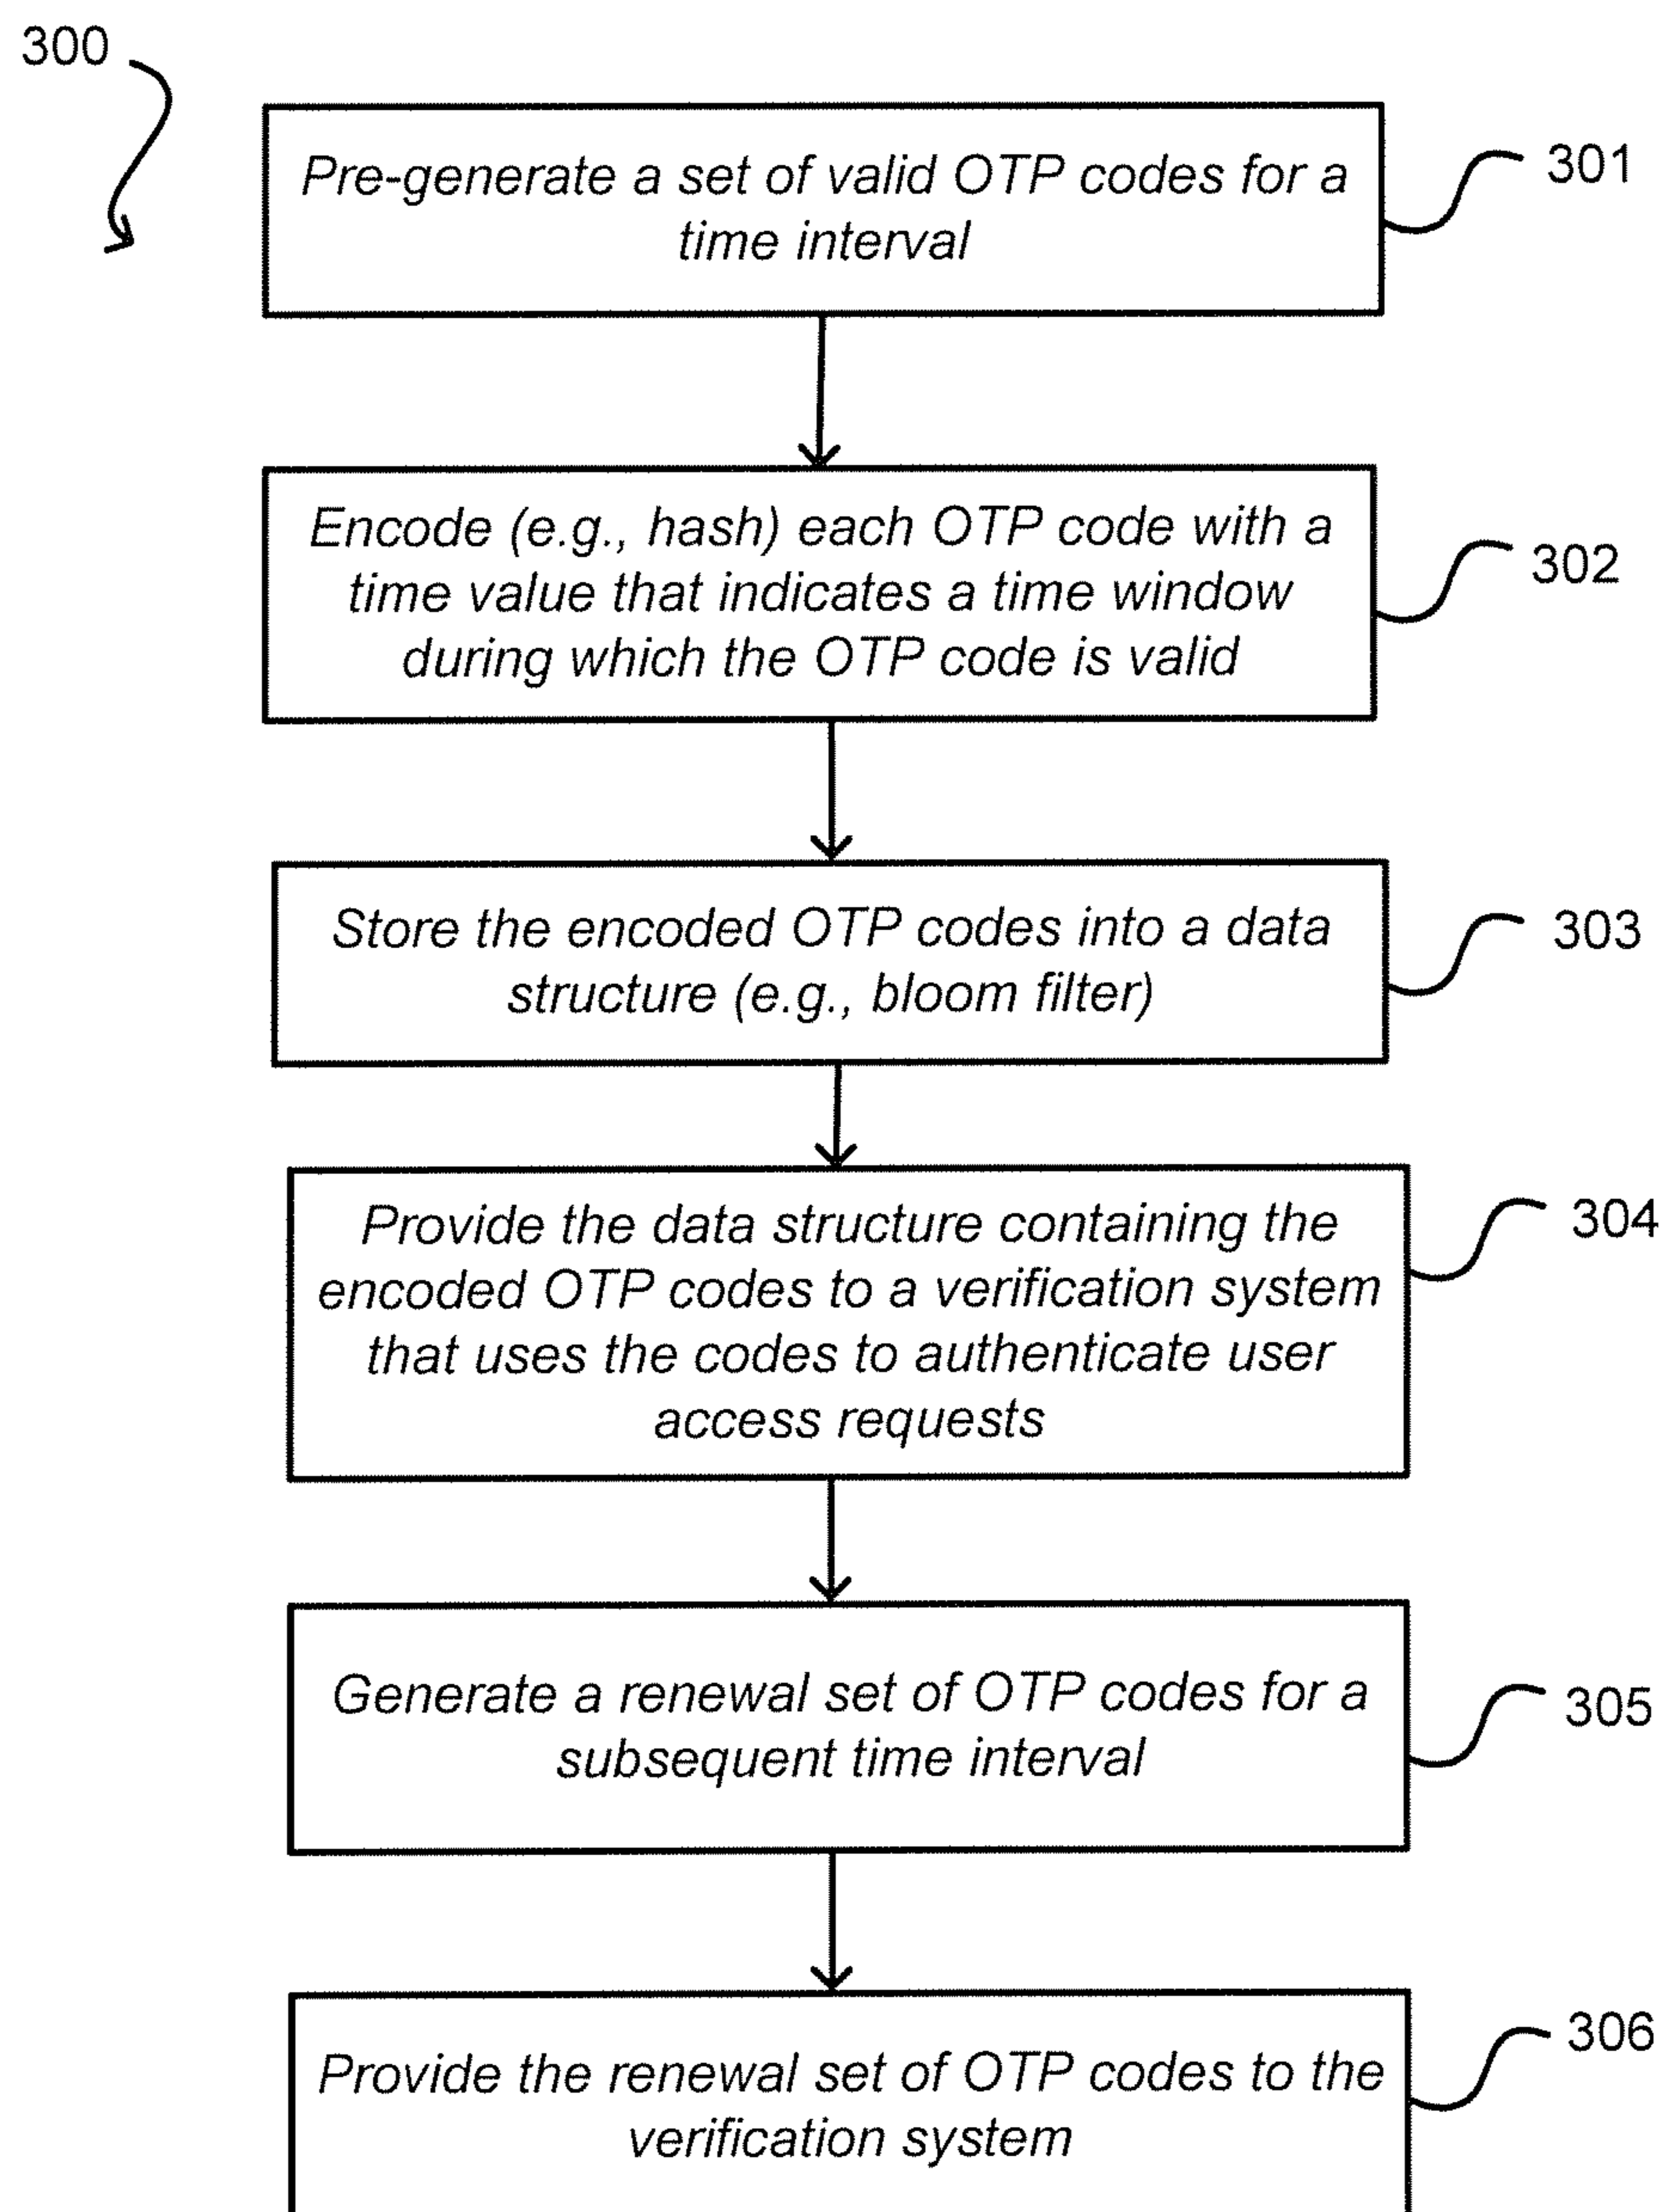 300
Pre-generate a set of valid OTP codes for a
time interval
301
Encode (e.g., hash) each OTP code with a
time value that indicates a time window
during which the OTP code is valid
302
Store the encoded OTP codes into a data
structure (e.g., bloom filter)
303
Provide the data structure containing the
encoded OTP codes to a verification system
that uses the codes to authenticate user
access requests
304
Generate a renewal set of OTP codes for a
subsequent time interval
305
Provide the renewal set of OTP codes to the
verification system
306